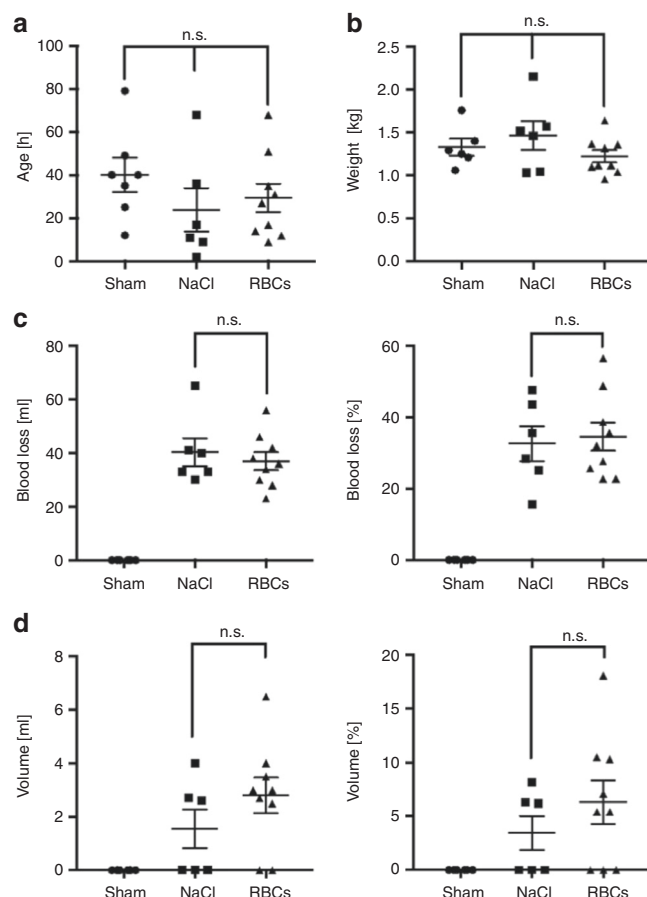 a
n.s.
100
80
60
40
20
0
Age [h]
Sham NaCl RBCs
b
n.s.
2.5
2.0
1.5
1.0
0.5
0.0
Weight [kg]
Sham NaCl RBCs
c
n.s.
80
60
40
20
0
Blood loss [ml]
Sham NaCl RBCs
n.s.
60
40
20
0
Blood loss [%]
Sham NaCl RBCs
d
n.s.
8
6
4
2
0
Volume [ml]
Sham NaCl RBCs
n.s.
20
15
10
5
0
Volume [%]
Sham NaCl RBCs